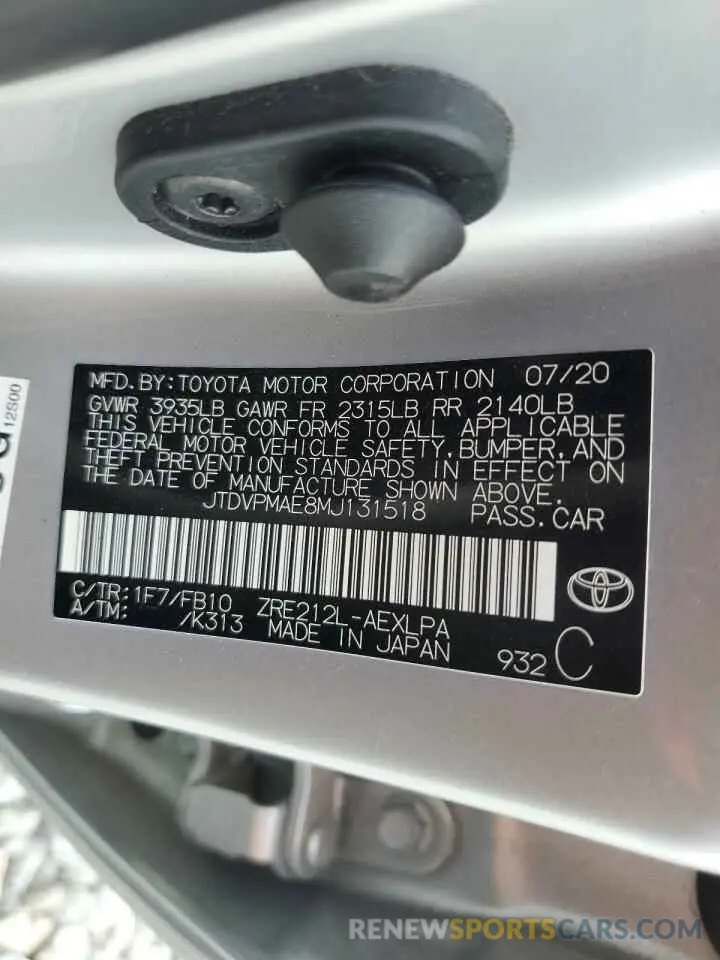 MFD. BY: TOYOTA MOTOR CORPORATION 07/20
GVWR 3935LB GAWR FR 2315LB RR 2140LB
THIS VEHICLE CONFORMS TO ALL APPLICABLE
FEDERAL MOTOR VEHICLE SAFETY, BUMPER, AND
THEFT PREVENTION STANDARDS IN EFFECT ON
THE DATE OF MANUFACTURE SHOWN ABOVE.
JTDVPMAE8MJ131518 PASS. CAR
C/TR: 1F7/FB10 ZRE212L-AEXLPA
A/TM: /K313 MADE IN JAPAN
932 C
12S00
RENEWSPORTSCARS.COM